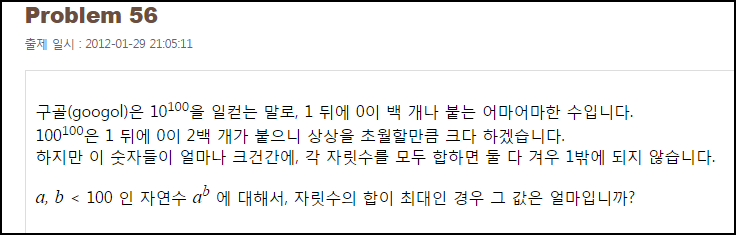 Problem 56
출제 일시 : 2012-01-29 21:05:11
구골(googol)은 10^100을 일컫는 말로, 1 뒤에 0이 백 개나 붙는 어마어마한 수입니다.
100^100은 1 뒤에 0이 2백 개가 붙으니 상상을 초월할만큼 크다 하겠습니다.
하지만 이 숫자들이 얼마나 크건간에, 각 자릿수를 모두 합하면 둘 다 겨우 1밖에 되지 않습니다.
a, b < 100 인 자연수 a^b 에 대해서, 자릿수의 합이 최대인 경우 그 값은 얼마입니까?